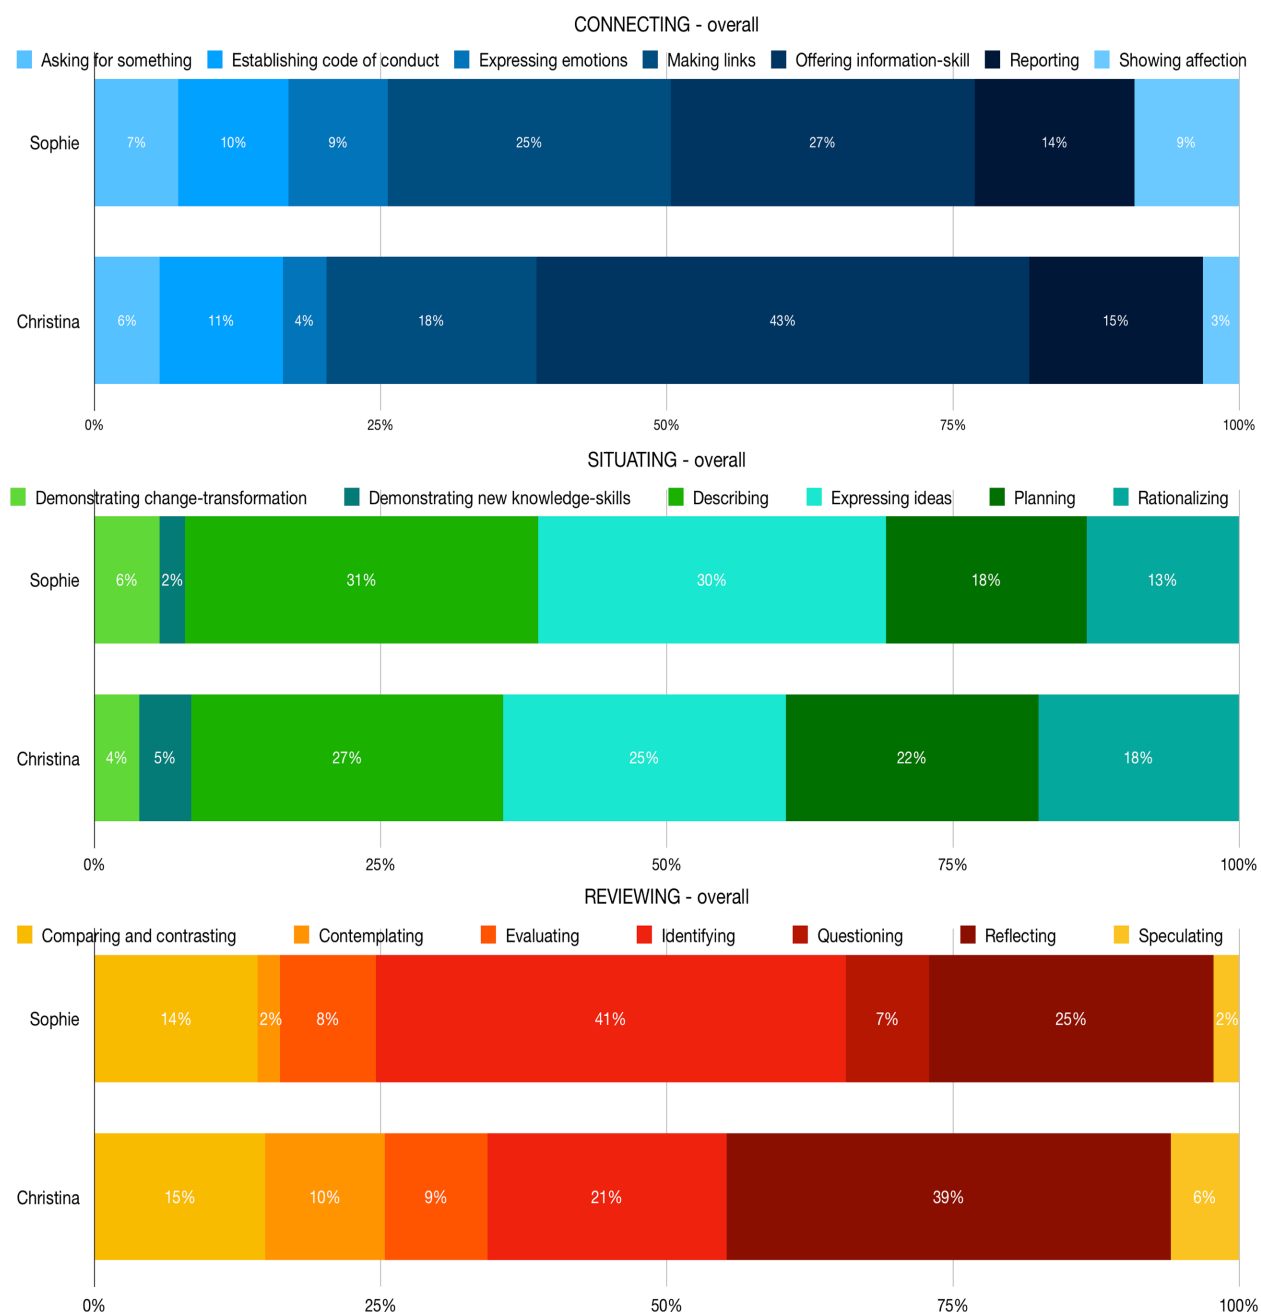 CONNECTING - overall
Asking for something Establishing code of conduct Expressing emotions Making links Offering information-skill Reporting Showing affection
Sophie 7% 10% 9% 25% 27% 14% 9%
Christina 6% 11% 4% 18% 43% 15% 3%
0% 25% 50% 75% 100%
SITUATING - overall
Demonstrating change-transformation Demonstrating new knowledge-skills Describing Expressing ideas Planning Rationalizing
Sophie 6% 2% 31% 30% 18% 13%
Christina 4% 5% 27% 25% 22% 18%
0% 25% 50% 75% 100%
REVIEWING - overall
Comparing and contrasting Contemplating Evaluating Identifying Questioning Reflecting Speculating
Sophie 14% 2% 8% 41% 7% 25% 2%
Christina 15% 10% 9% 21% 39% 6%
0% 25% 50% 75% 100%